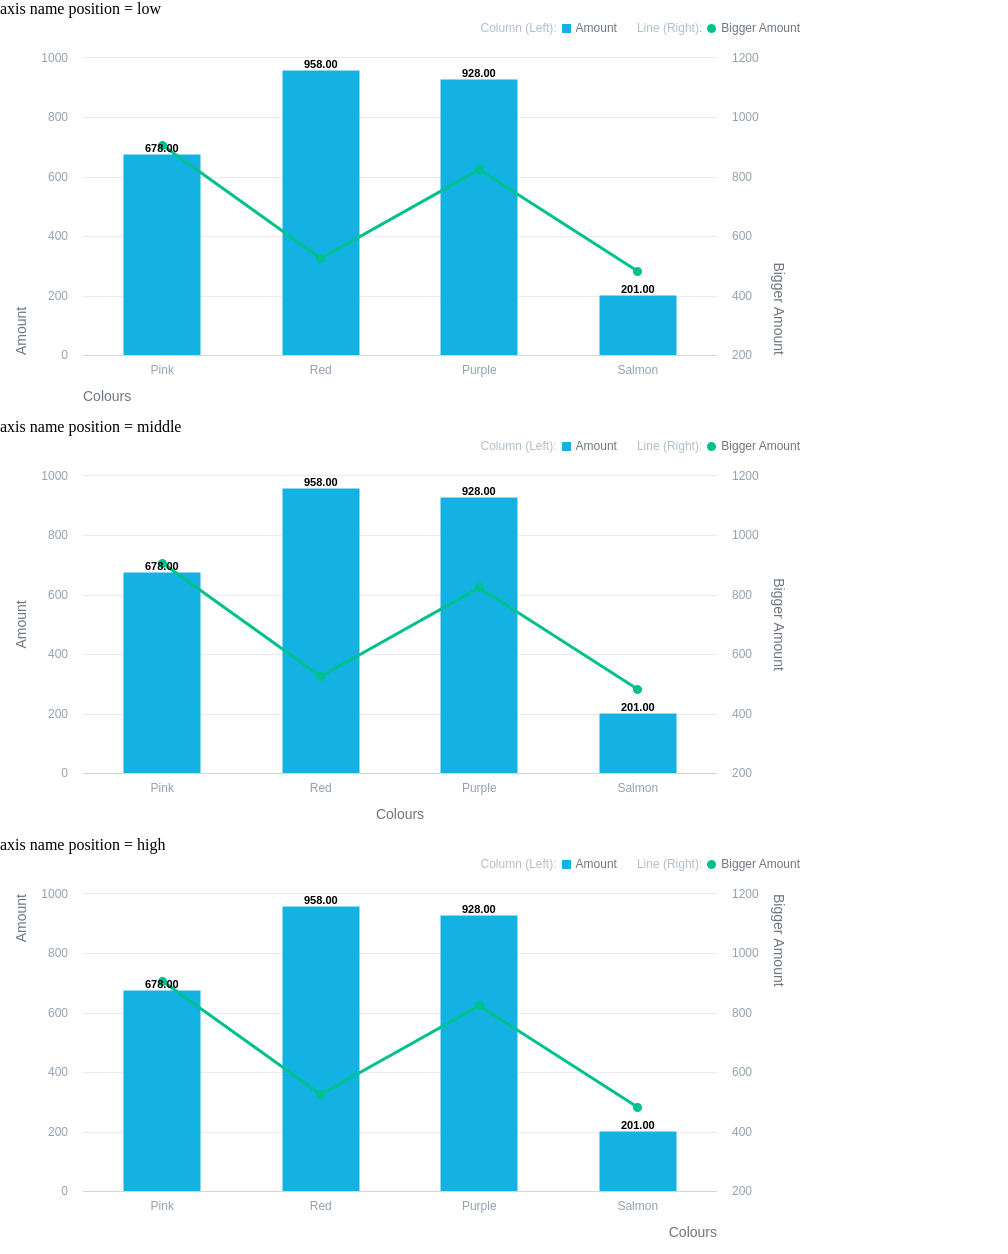 axis name position = low
Column (Left): Amount Line (Right): Bigger Amount
1000 958.00 1200
928.00
800 1000
678.00
600 800
400 600
200 201.00 400
Amount Bigger Amount
0 200
Pink Red Purple Salmon
Colours
axis name position = middle
Column (Left): Amount Line (Right): Bigger Amount
1000 958.00 1200
928.00
800 1000
678.00
600 800
Amount Bigger Amount
400 600
200 201.00 400
0 200
Pink Red Purple Salmon
Colours
axis name position = high
Column (Left): Amount Line (Right): Bigger Amount
Amount 1000 958.00 1200 Bigger Amount
928.00
800 1000
678.00
600 800
400 600
200 201.00 400
0 200
Pink Red Purple Salmon
Colours